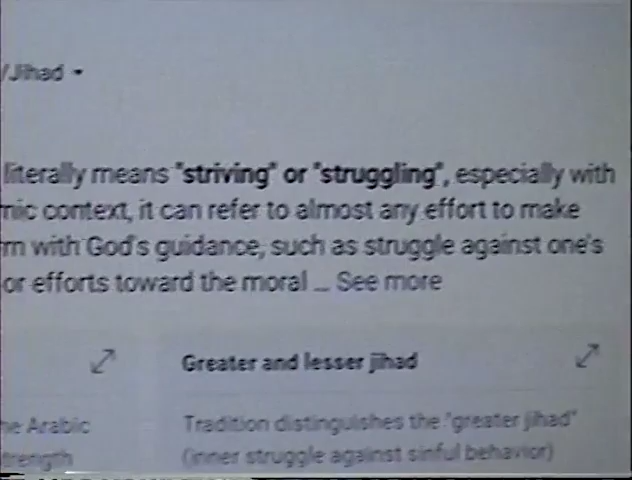 /Jihad
literally means "striving" or "struggling", especially with
mic context, it can refer to almost any effort to make
rm with God's guidance, such as struggle against one's
or efforts toward the moral ... See more
Greater and lesser jihad
he Arabic
Tradition distinguishes the "greater jihad"
trength
(inner struggle against sinful behavior)